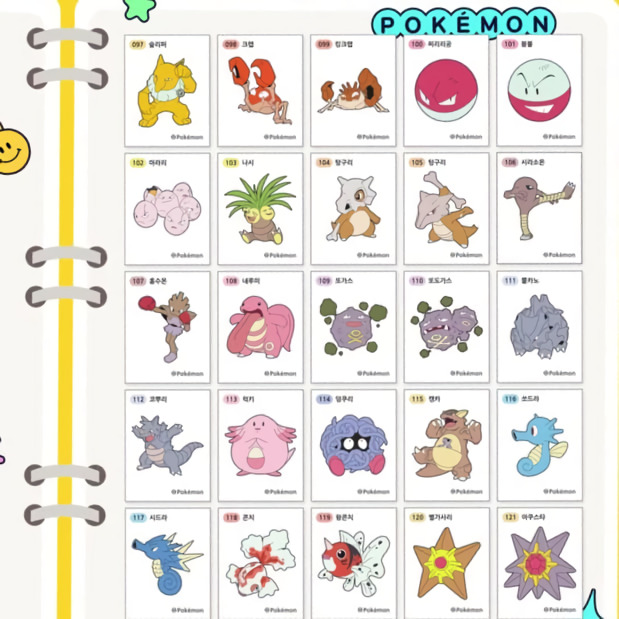 POKÉMON
097 슬리퍼
098 크랩
099 킹크랩
100 찌리리공
101 붐볼
Pokémon
Pokémon
Pokémon
Pokémon
Pokémon
102 아라리
103 나시
104 탕구리
105 텅구리
106 시라소몬
Pokémon
Pokémon
Pokémon
Pokémon
Pokémon
107 홍수몬
108 내루미
109 또가스
110 또도가스
111 뿔카노
Pokémon
Pokémon
Pokémon
Pokémon
Pokémon
112 코뿌리
113 럭키
114 덩쿠리
115 캥카
116 쏘드라
Pokémon
Pokémon
Pokémon
Pokémon
Pokémon
117 시드라
118 콘치
119 왕콘치
120 별가사리
121 아쿠스타
Pokémon
Pokémon
Pokémon
Pokémon
Pokémon